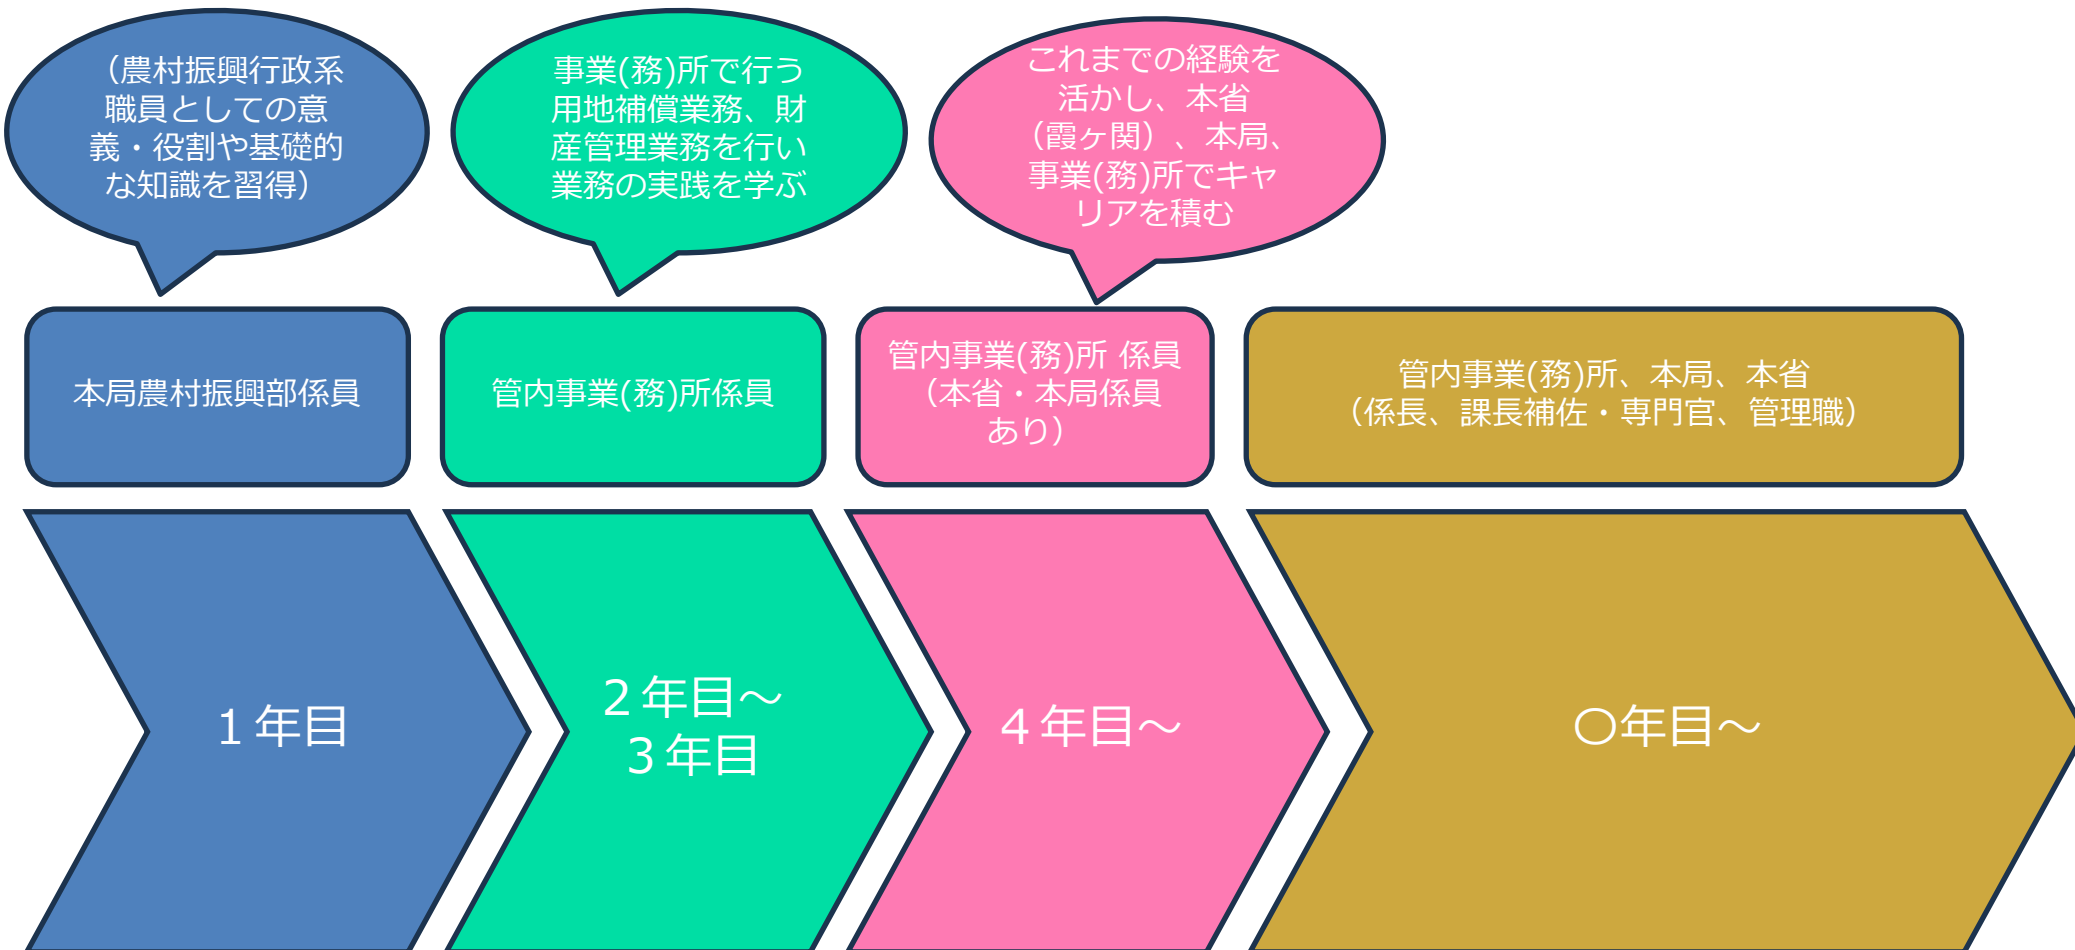 （農村振興行政系
職員としての意
義・役割や基礎的
な知識を習得）
事業(務)所で行う
用地補償業務、財
産管理業務を行い
業務の実践を学ぶ
これまでの経験を
活かし、本省
（霞ヶ関）、本局、
事業(務)所でキャ
リアを積む
本局農村振興部係員
管内事業(務)所係員
管内事業(務)所 係員
（本省・本局係員
あり）
管内事業(務)所、本局、本省
（係長、課長補佐・専門官、管理職）
１年目
２年目～
３年目
４年目～
〇年目～